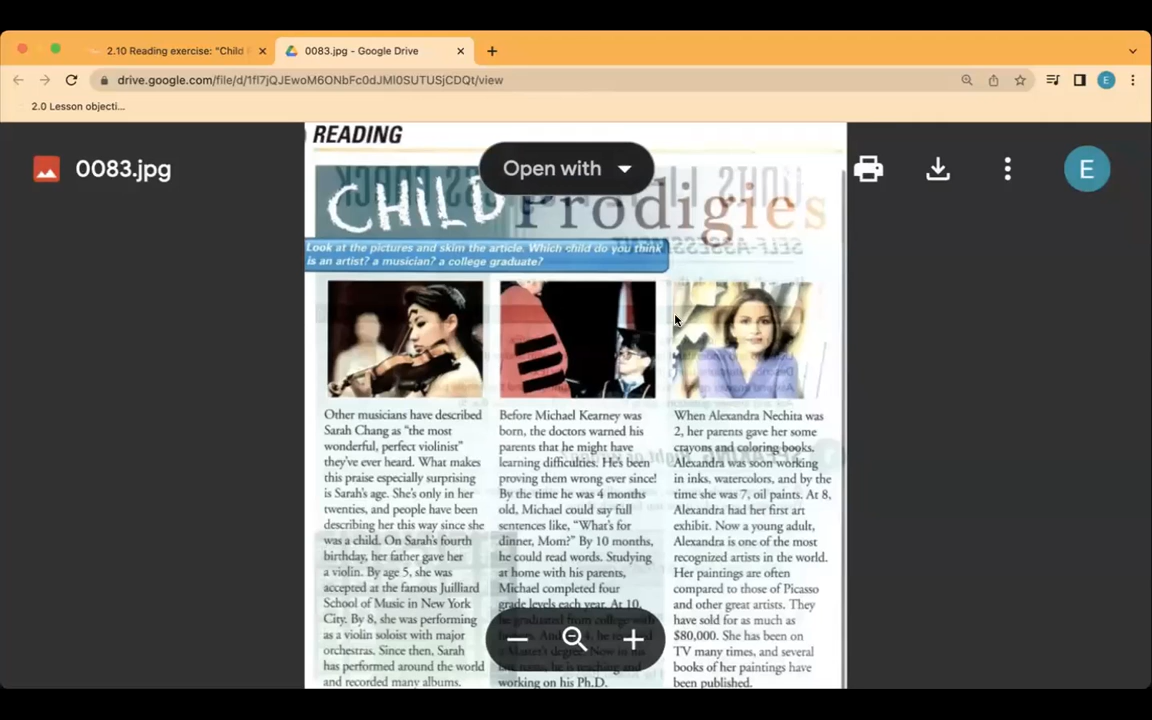 2.10 Reading exercise: "Child
0083.jpg - Google Drive
drive.google.com/file/d/1fl7jQJEwoM6ONbFc0dJMI0SUTUSjCDQt/view
E
2.0 Lesson objecti...
0083.jpg
Open with
E
READING
CHILD Prodigies
Look at the pictures and skim the article. Which child do you think
is an artist? a musician? a college graduate?
Other musicians have described
Sarah Chang as "the most
wonderful, perfect violinist"
they've ever heard. What makes
this praise especially surprising
is Sarah's age. She's only in her
twenties, and people have been
describing her this way since she
was a child. On Sarah's fourth
birthday, her father gave her
a violin. By age 5, she was
accepted at the famous Juilliard
School of Music in New York
City. By 8, she was performing
as a violin soloist with major
orchestras. Since then, Sarah
has performed around the world
and recorded many albums.
Before Michael Kearney was
born, the doctors warned his
parents that he might have
learning difficulties. He's been
proving them wrong ever since!
By the time he was 4 months
old, Michael could say full
sentences like, "What's for
dinner, Mom?" By 10 months,
he could read words. Studying
at home with his parents,
Michael completed four
grade levels each year. At 10,
he graduated from college with
working on his Ph.D.
When Alexandra Nechita was
2, her parents gave her some
crayons and coloring books.
Alexandra was soon working
in inks, watercolors, and by the
time she was 7, oil paints. At 8,
Alexandra had her first art
exhibit. Now a young adult,
Alexandra is one of the most
recognized artists in the world.
Her paintings are often
compared to those of Picasso
and other great artists. They
have sold for as much as
$80,000. She has been on
TV many times, and several
books of her paintings have
been published.